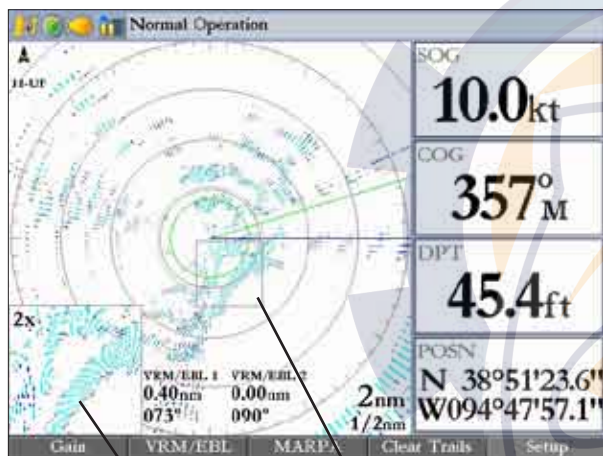 Normal Operation
H-UP
SOG
10.0kt
COG
357°M
DPT
45.4ft
POSN
N 38°51'23.6"
W094°47'57.1"
2x
VRM/EBL 1 VRM/EBL 2
0.40nm 0.00nm
073° 090°
2nm
1/2nm
Gain VRM/EBL MARPA Clear Trails Setup